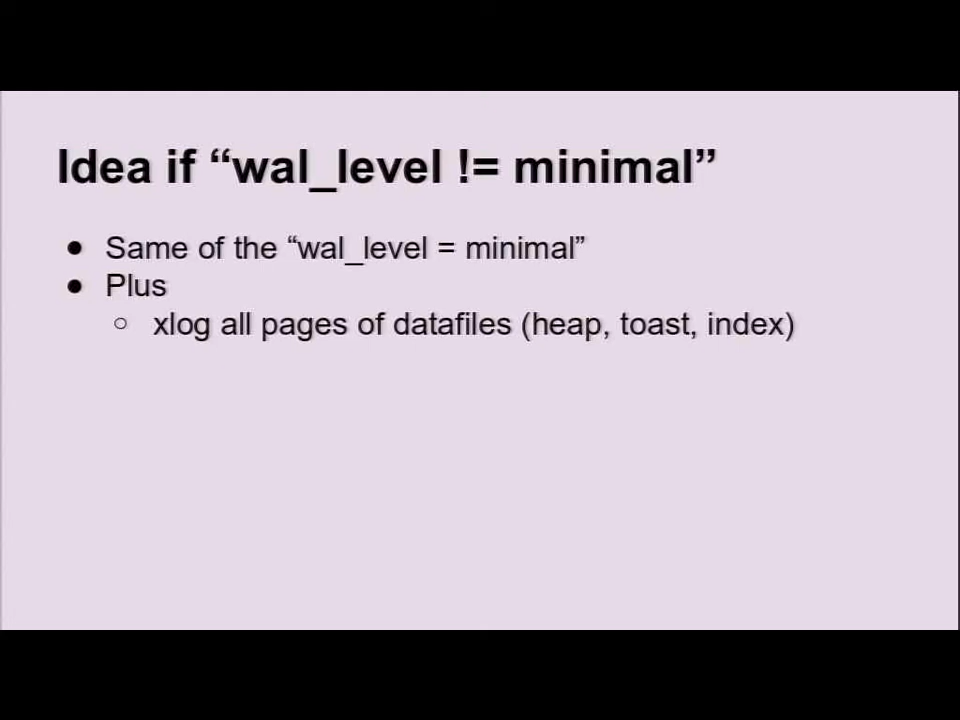 Idea if “wal_level != minimal”
● Same of the “wal_level = minimal”
● Plus
○ xlog all pages of datafiles (heap, toast, index)